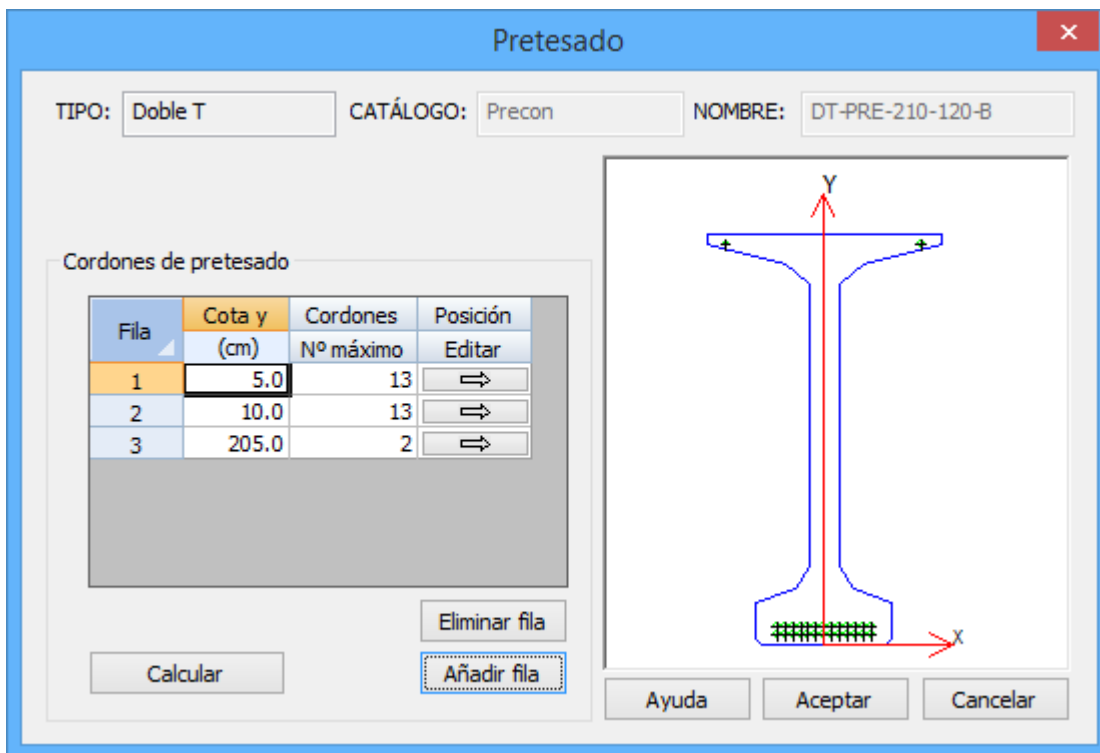 Pretesado
TIPO: Doble T CATÁLOGO: Precon NOMBRE: DT-PRE-210-120-B
Cordones de pretesado
Fila Cota y Cordones Posición
(cm) Nº máximo Editar
1 5.0 13
2 10.0 13
3 205.0 2
Eliminar fila
Calcular Añadir fila
Y
X
Ayuda Aceptar Cancelar